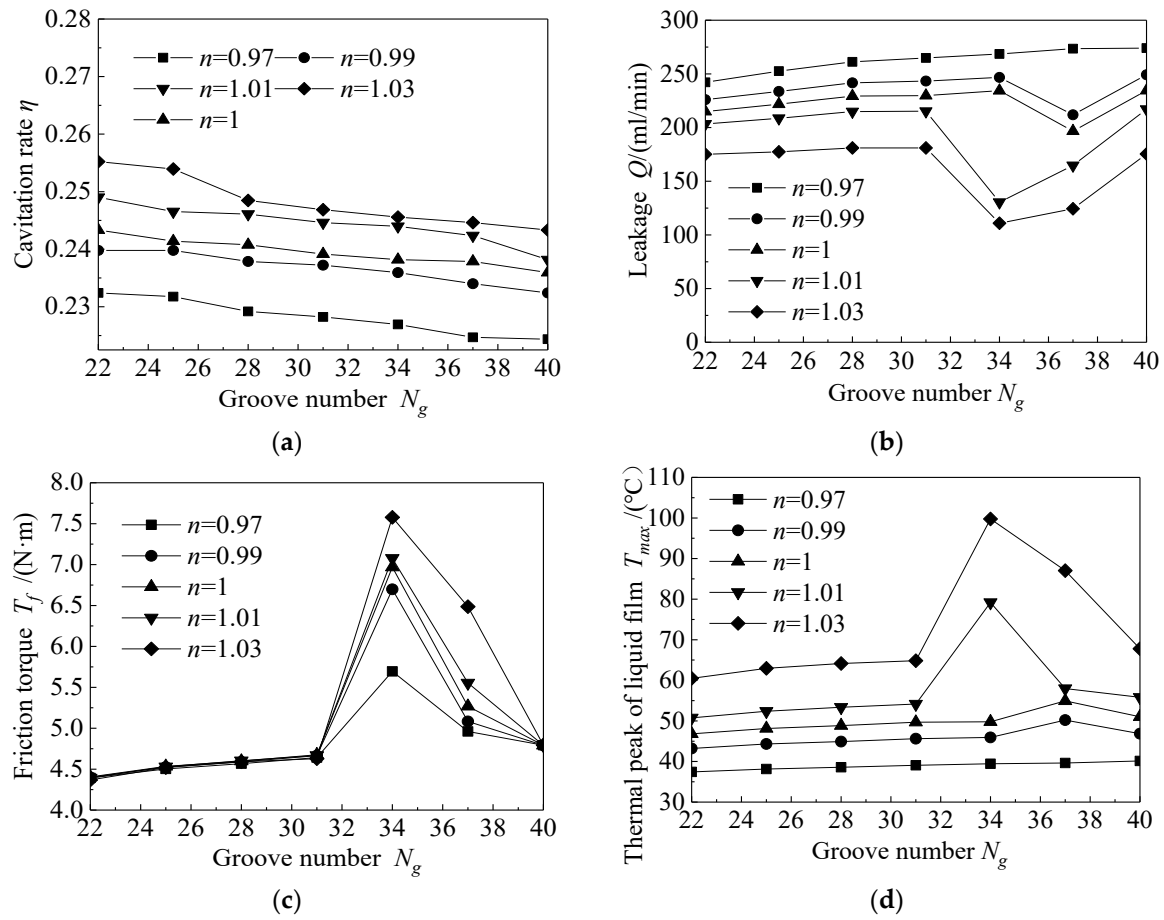 0.28
0.27
0.26
0.25
0.24
0.23
Cavitation rate η
n=0.97 n=0.99
n=1.01 n=1.03
n=1
22 24 26 28 30 32 34 36 38 40
Groove number N_g
(a)
300
250
200
150
100
50
0
Leakage Q/(ml/min)
n=0.97
n=0.99
n=1
n=1.01
n=1.03
22 24 26 28 30 32 34 36 38 40
Groove number N_g
(b)
8.0
7.5
7.0
6.5
6.0
5.5
5.0
4.5
4.0
Friction torque T_f /(N·m)
n=0.97
n=0.99
n=1
n=1.01
n=1.03
22 24 26 28 30 32 34 36 38 40
Groove number N_g
(c)
110
100
90
80
70
60
50
40
30
Thermal peak of liquid film T_max /(°C)
n=0.97
n=0.99
n=1
n=1.01
n=1.03
22 24 26 28 30 32 34 36 38 40
Groove number N_g
(d)